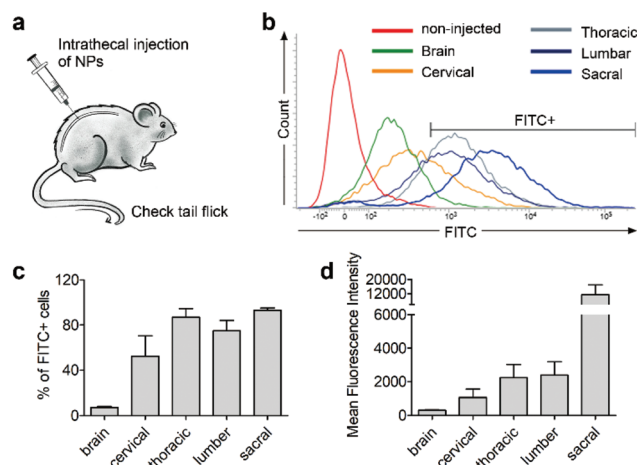 a
Intrathecal injection
of NPs
Check tail flick
b
non-injected
Brain
Cervical
Thoracic
Lumbar
Sacral
FITC+
Count
-10² 0 10² 10³ 10⁴ 10⁵
FITC
c
% of FITC+ cells
120
80
40
0
brain
cervical
thoracic
lumber
sacral
d
Mean Fluorescence Intensity
20000
12000
6000
4000
2000
0
brain
cervical
thoracic
lumber
sacral